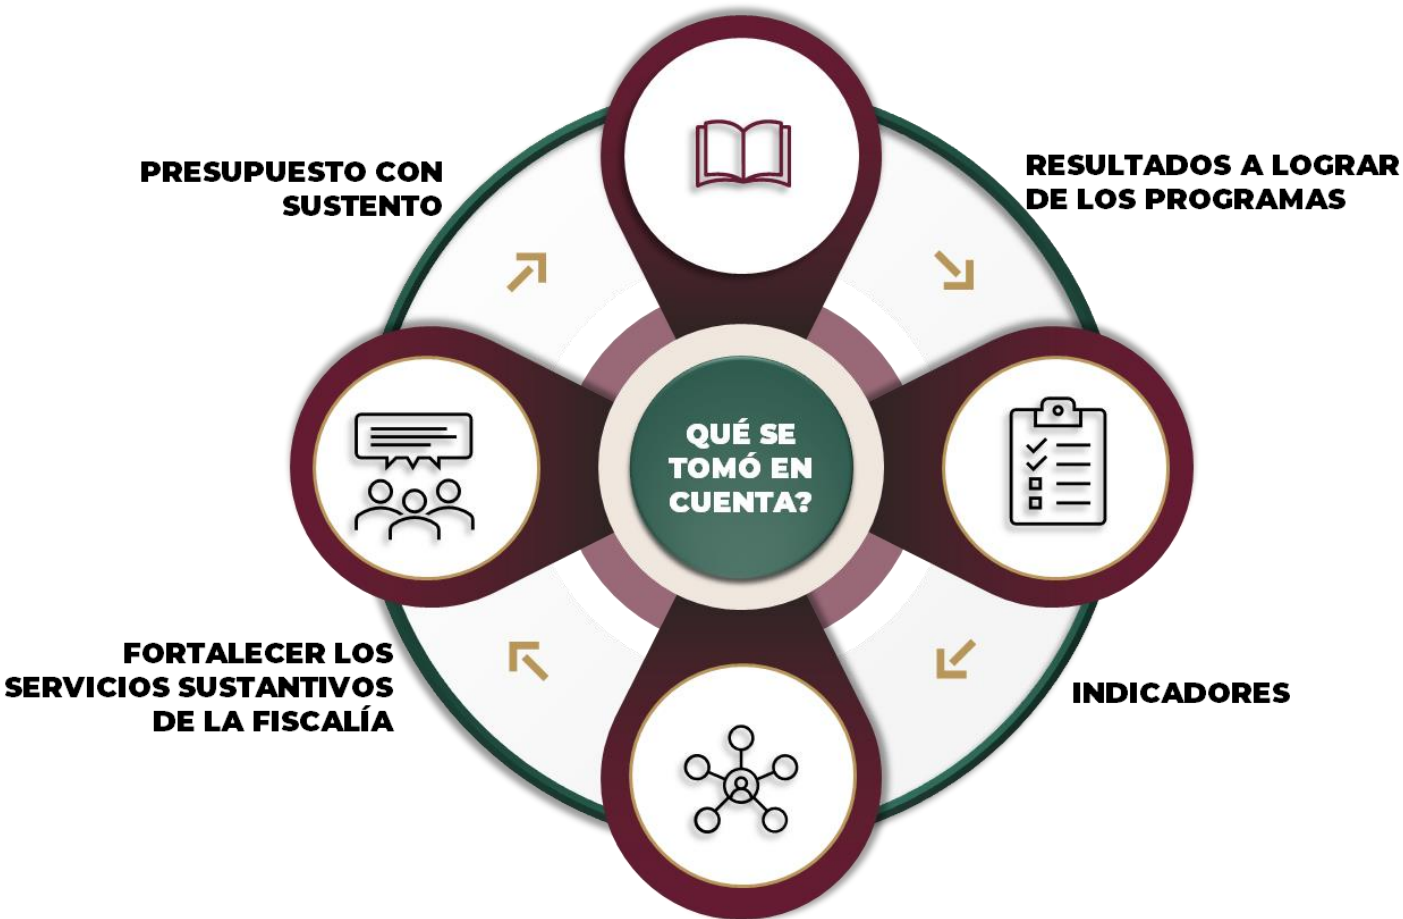 PRESUPUESTO CON
SUSTENTO
RESULTADOS A LOGRAR
DE LOS PROGRAMAS
QUÉ SE
TOMÓ EN
CUENTA?
FORTALECER LOS
SERVICIOS SUSTANTIVOS
DE LA FISCALÍA
INDICADORES